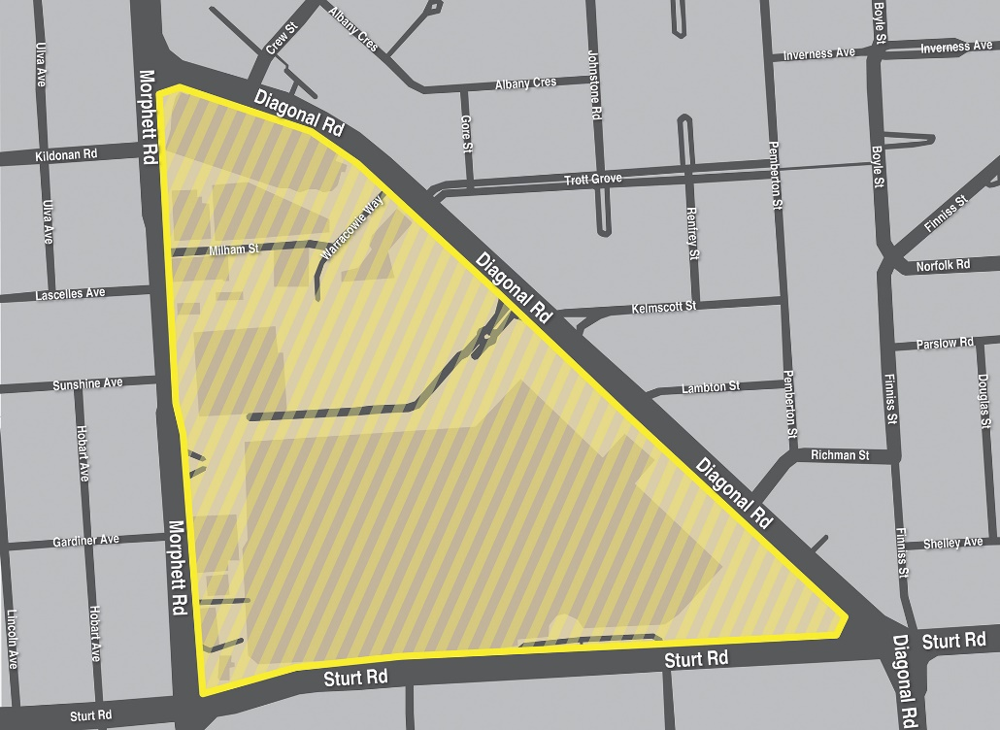 Boyle St
Albany Cres
Crew St
Ulva Ave
Inverness Ave
Inverness Ave
Johnstone Rd
Albany Cres
Morphett Rd
Diagonal Rd
Gore St
Kildonan Rd
Boyle St
Pemberton St
Trott Grove
Ulva Ave
Warracowie Way
Renfrey St
Finniss St
Milham St
Norfolk Rd
Diagonal Rd
Lascelles Ave
Kelmscott St
Parslow Rd
Sunshine Ave
Lambton St
Pemberton St
Finniss St
Douglas St
Hobart Ave
Richman St
Diagonal Rd
Gardiner Ave
Morphett Rd
Finniss St
Shelley Ave
Lincoln Ave
Hobart Ave
Sturt Rd
Sturt Rd
Diagonal Rd
Sturt Rd
Sturt Rd